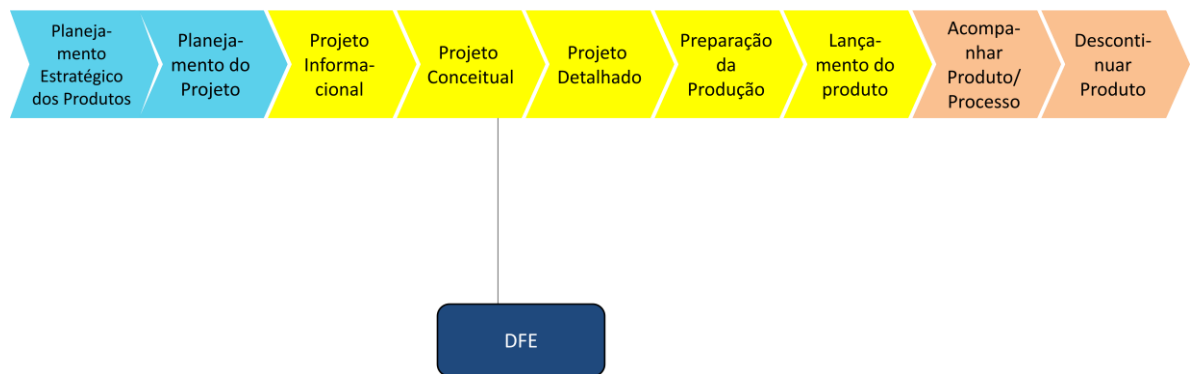 Planeja-
mento
Estratégico
dos Produtos
Planeja-
mento do
Projeto
Projeto
Informa-
cional
Projeto
Conceitual
Projeto
Detalhado
Preparação
da
Produção
Lança-
mento do
produto
Acompa-
nhar
Produto/
Processo
Desconti-
nuar
Produto
DFE